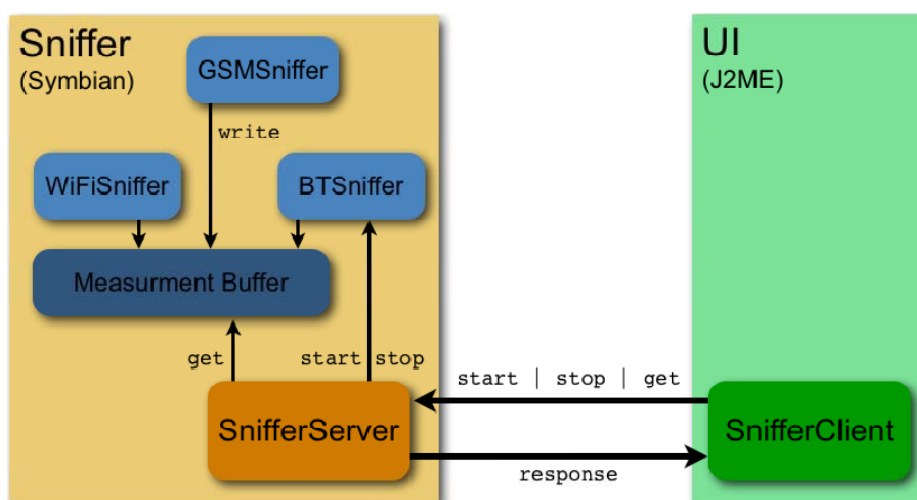 Sniffer
(Symbian)
GSMSniffer
write
WiFiSniffer
BTSniffer
Measurment Buffer
get
start stop
SnifferServer
UI
(J2ME)
start | stop | get
SnifferClient
response